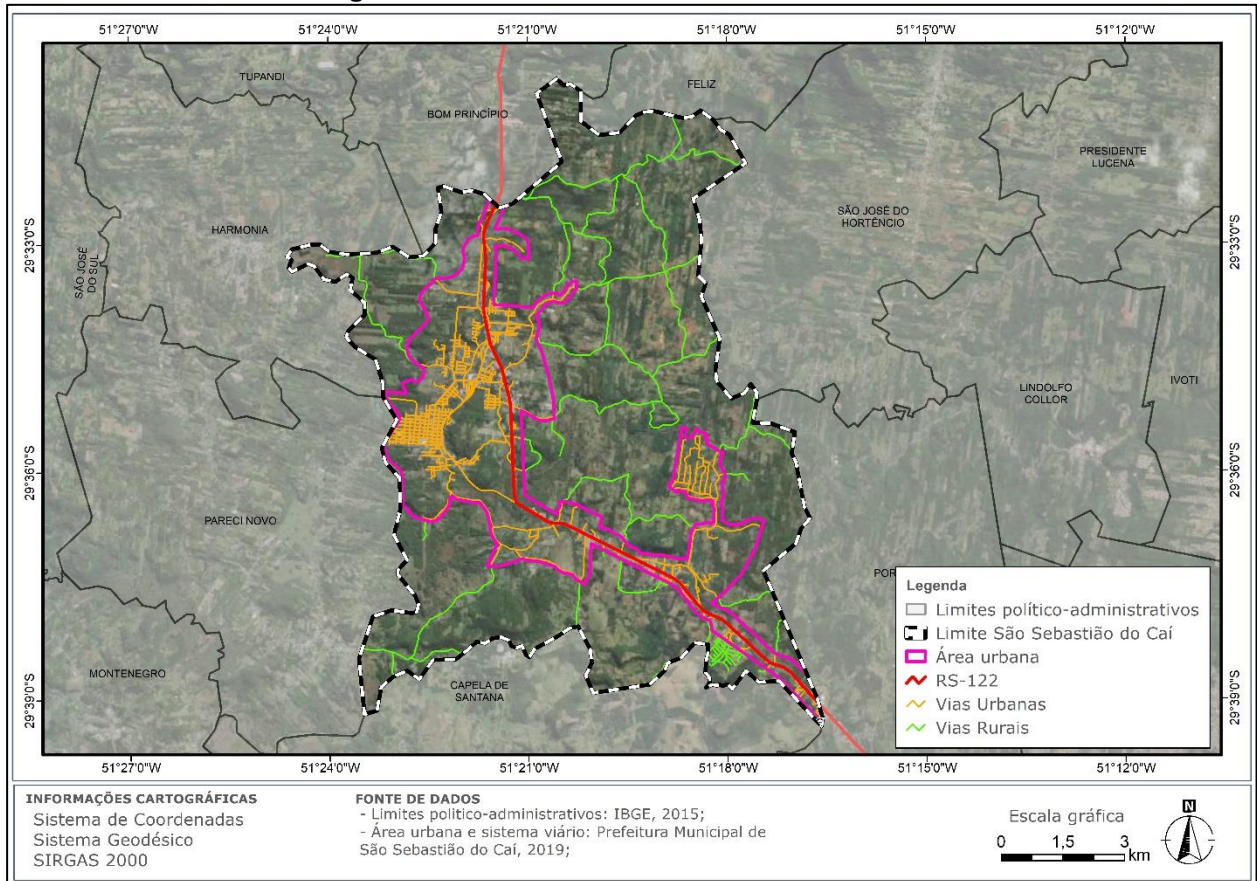 51°27'0"W 51°24'0"W 51°21'0"W 51°18'0"W 51°15'0"W 51°12'0"W
TUPANDI
FELIZ
BOM PRINCÍPIO
PRESIDENTE
LUCENA
SÃO JOSÉ DO
HORTÊNCIO
HARMONIA
29°33'0"S
29°33'0"S
SÃO JOSÉ
DO SUL
LINDOLFO
COLLOR
IVOTI
29°36'0"S
29°36'0"S
PARECI NOVO
POR
MONTENEGRO
CAPELA DE
SANTANA
29°39'0"S
29°39'0"S
Legenda
Limites político-administrativos
Limite São Sebastião do Caí
Área urbana
RS-122
Vias Urbanas
Vias Rurais
51°27'0"W 51°24'0"W 51°21'0"W 51°18'0"W 51°15'0"W 51°12'0"W
INFORMAÇÕES CARTOGRÁFICAS
Sistema de Coordenadas
Sistema Geodésico
SIRGAS 2000
FONTE DE DADOS
- Limites politico-administrativos: IBGE, 2015;
- Área urbana e sistema viário: Prefeitura Municipal de
São Sebastião do Caí, 2019;
Escala gráfica
0 1,5 3
km
N